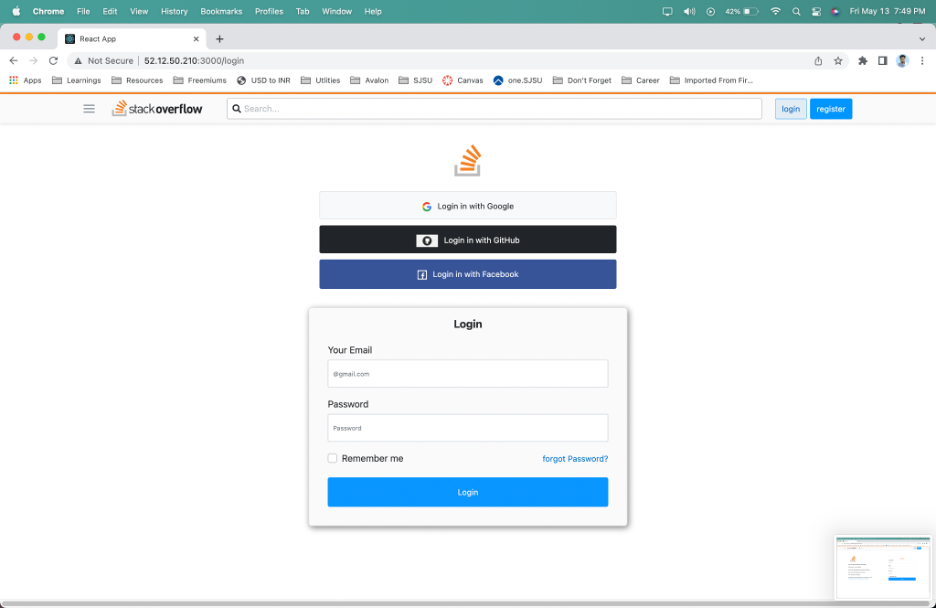 Chrome File Edit View History Bookmarks Profiles Tab Window Help 42% Fri May 13 7:49 PM
React App
Not Secure 52.12.50.210:3000/login
Apps Learnings Resources Freemiums USD to INR Utlities Avalon SJSU Canvas one.SJSU Don't Forget Career Imported From Fir...
stackoverflow Search... login register
Login in with Google
Login in with GitHub
Login in with Facebook
Login
Your Email
@gmail.com
Password
Password
Remember me forgot Password?
Login